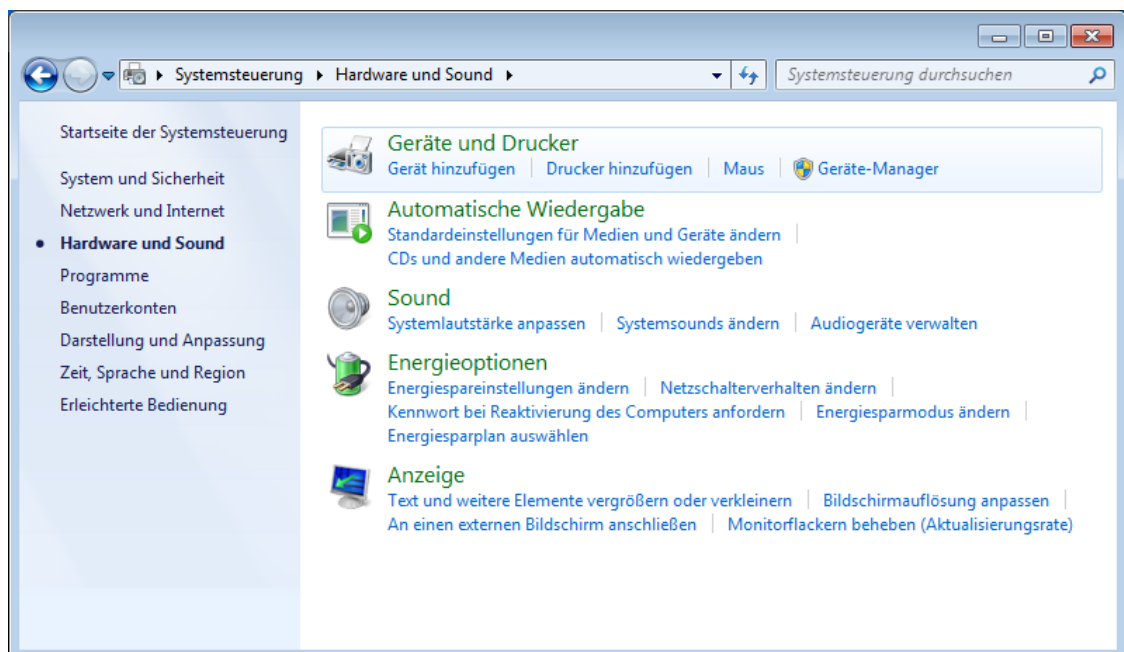 Systemsteuerung Hardware und Sound
Systemsteuerung durchsuchen
Startseite der Systemsteuerung
System und Sicherheit
Netzwerk und Internet
Hardware und Sound
Programme
Benutzerkonten
Darstellung und Anpassung
Zeit, Sprache und Region
Erleichterte Bedienung
Geräte und Drucker
Gerät hinzufügen Drucker hinzufügen Maus Geräte-Manager
Automatische Wiedergabe
Standardeinstellungen für Medien und Geräte ändern
CDs und andere Medien automatisch wiedergeben
Sound
Systemlautstärke anpassen Systemsounds ändern Audiogeräte verwalten
Energieoptionen
Energiespareinstellungen ändern Netzschalterverhalten ändern
Kennwort bei Reaktivierung des Computers anfordern Energiesparmodus ändern
Energiesparplan auswählen
Anzeige
Text und weitere Elemente vergrößern oder verkleinern Bildschirmauflösung anpassen
An einen externen Bildschirm anschließen Monitorflackern beheben (Aktualisierungsrate)